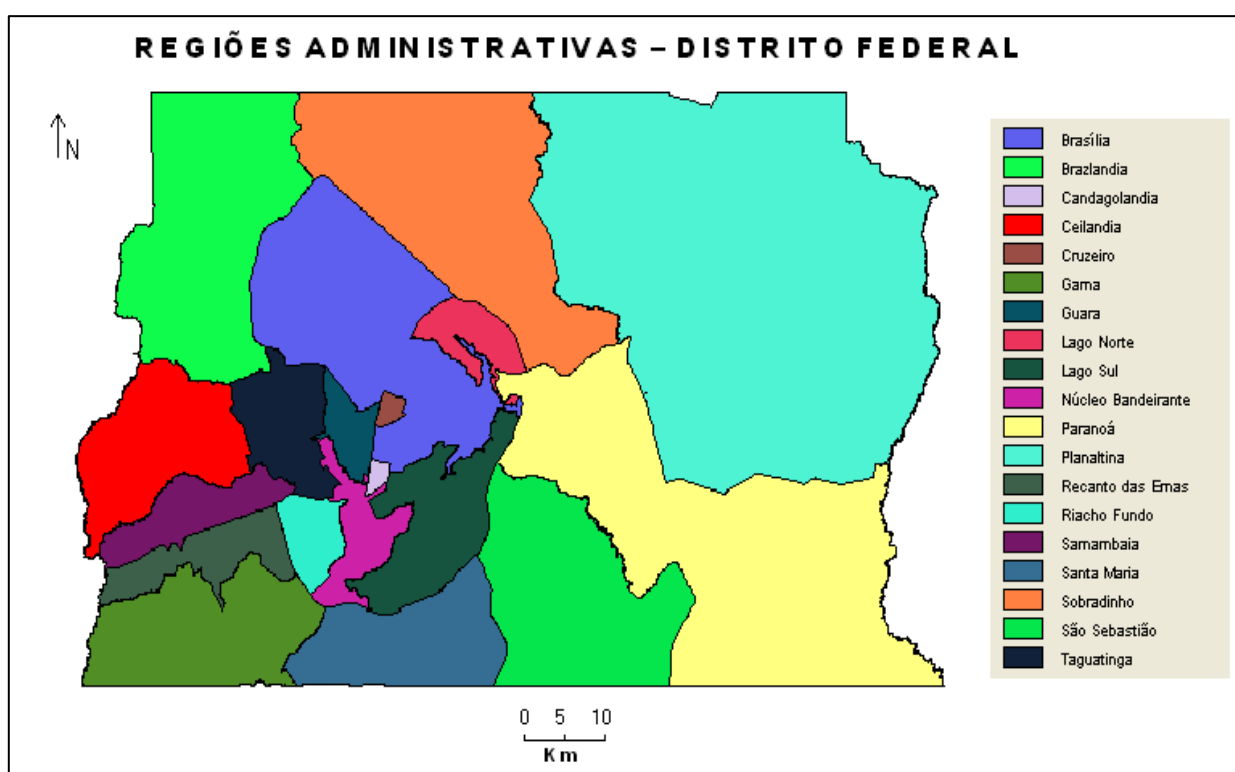 REGIÕES ADMINISTRATIVAS – DISTRITO FEDERAL
N
Brasília
Brazlandia
Candagolandia
Ceilandia
Cruzeiro
Gama
Guara
Lago Norte
Lago Sul
Núcleo Bandeirante
Paranoá
Planaltina
Recanto das Emas
Riacho Fundo
Samambaia
Santa Maria
Sobradinho
São Sebastião
Taguatinga
0 5 10
Km